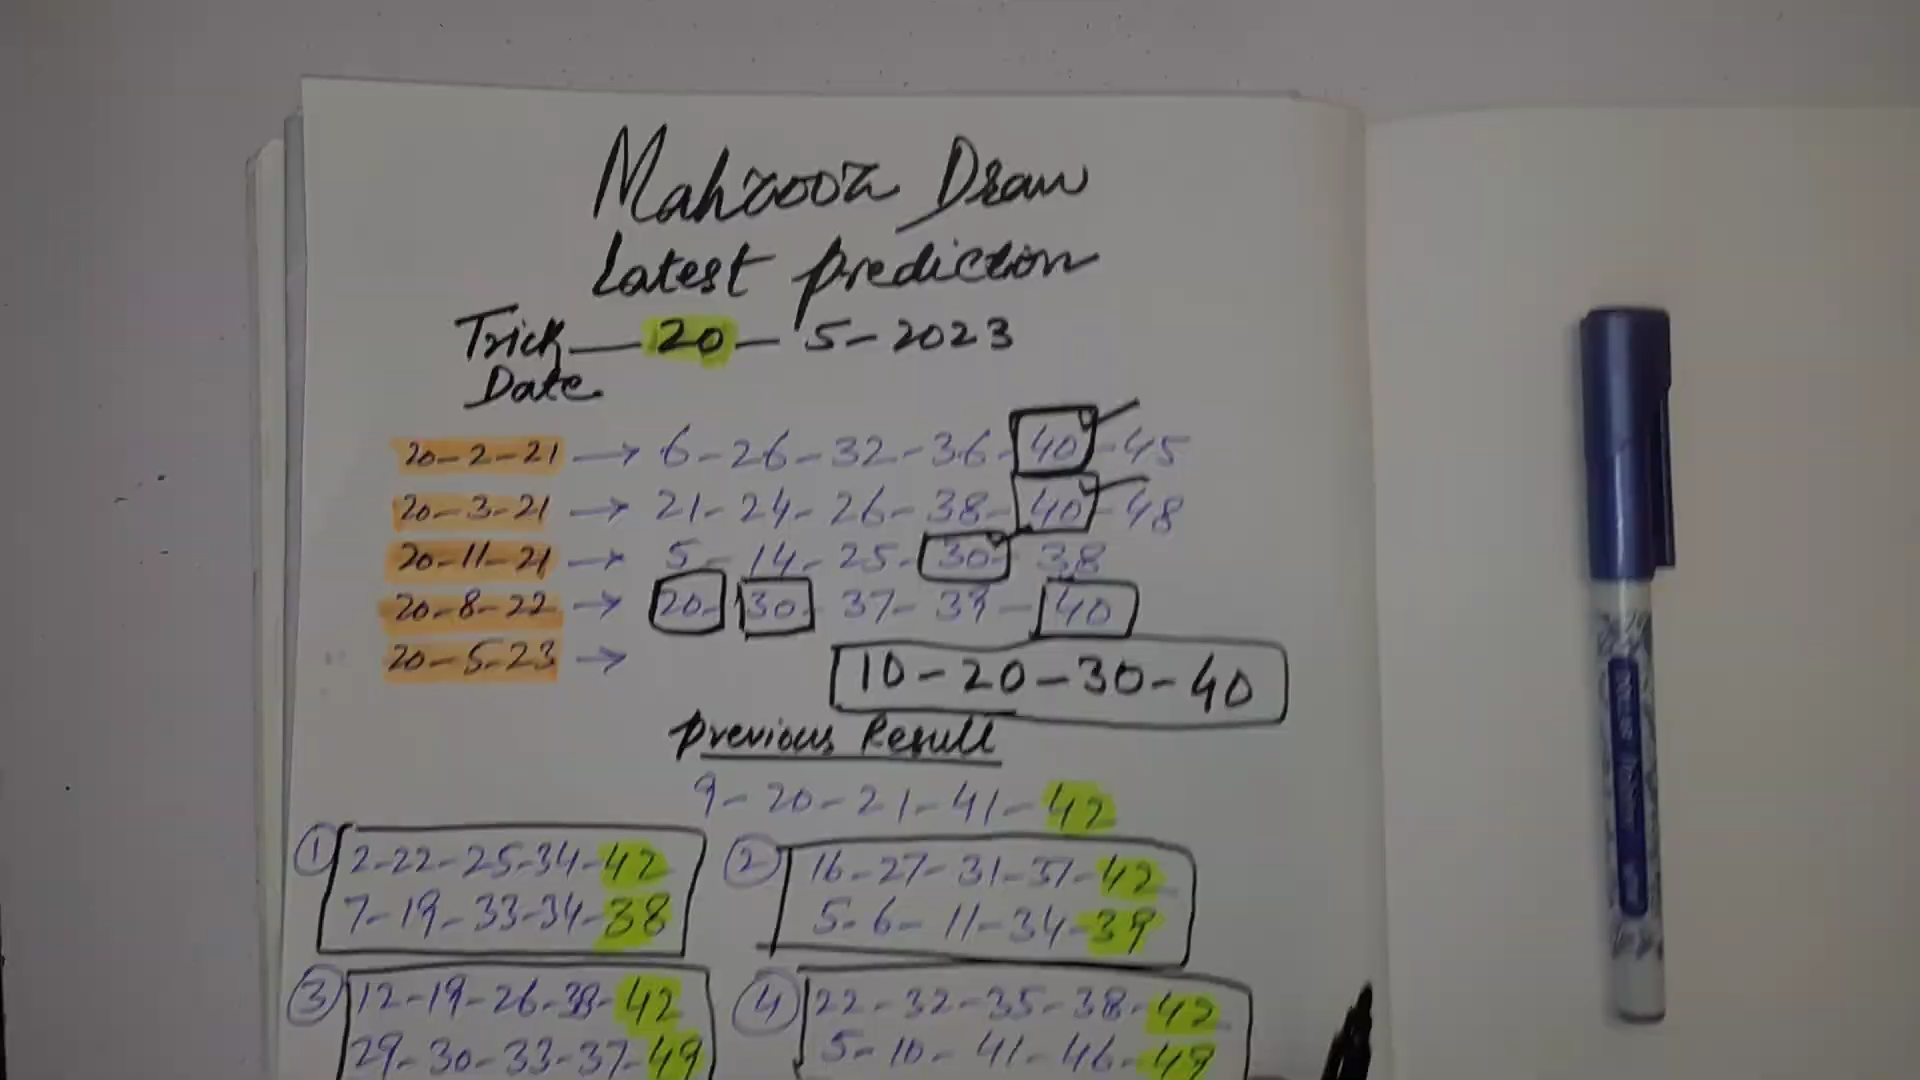 Mahzooz Draw
Latest prediction
Trick — 20 - 5 - 2023
Date
20-2-21 → 6-26-32-36-40-45
20-3-21 → 21-24-26-38-40-48
20-11-21 → 5-14-25-30-38
20-8-22 → 20-30-37-39-40
20-5-23 →
10-20-30-40
Previous Result
9-20-21-41-42
① 2-22-25-34-42
7-19-33-34-38
② 16-27-31-37-42
5-6-11-34-39
③ 12-19-26-39-42
29-30-33-37-49
④ 22-32-35-38-42
5-10-41-46-49